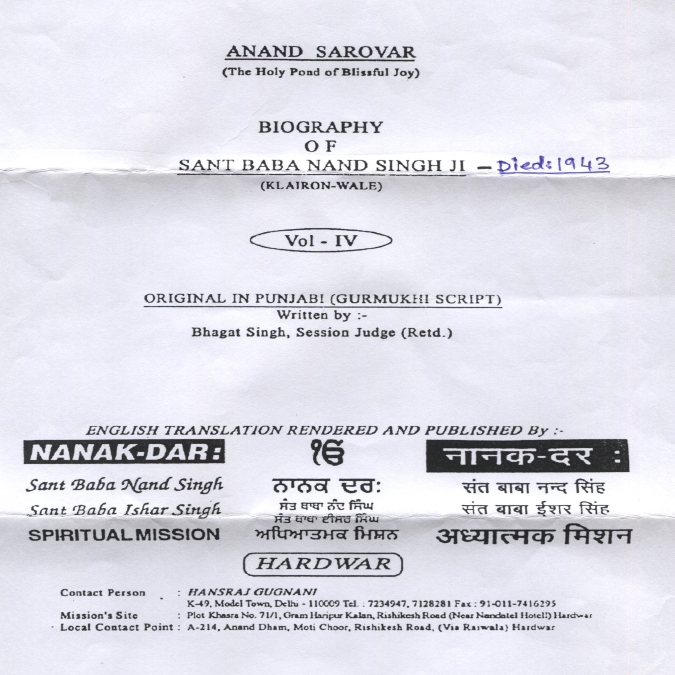 ANAND SAROVAR
(The Holy Pond of Blissful Joy)
BIOGRAPHY
OF
SANT BABA NAND SINGH JI - Died:1943
(KLAIRON-WALE)
Vol - IV
ORIGINAL IN PUNJABI (GURMUKHI SCRIPT)
Written by :-
Bhagat Singh, Session Judge (Retd.)
ENGLISH TRANSLATION RENDERED AND PUBLISHED By :-
NANAK-DAR: ੴ नानक-दर :
Sant Baba Nand Singh ਨਾਨਕ ਦਰ: संत बाबा नन्द सिंह
Sant Baba Ishar Singh ਸੰਤ ਬਾਬਾ ਨੰਦ ਸਿੰਘ संत बाबा ईशर सिंह
ਸੰਤ ਬਾਬਾ ਈਸ਼ਰ ਸਿੰਘ
SPIRITUAL MISSION ਅਧਿਆਤਮਕ ਮਿਸ਼ਨ अध्यात्मक मिशन
HARDWAR
Contact Person : HANSRAJ GUGNANI
K-49, Model Town, Delhi - 110009 Tel. : 7234947, 7128281 Fax : 91-011-7416295
Mission's Site : Plot Khasra No. 71/1, Gram Haripur Kalan, Rishikesh Road (Near Nandatel Hotel) Hardwar
Local Contact Point : A-214, Anand Dham, Moti Choor, Rishikesh Road, (Via Raiwala) Hardwar